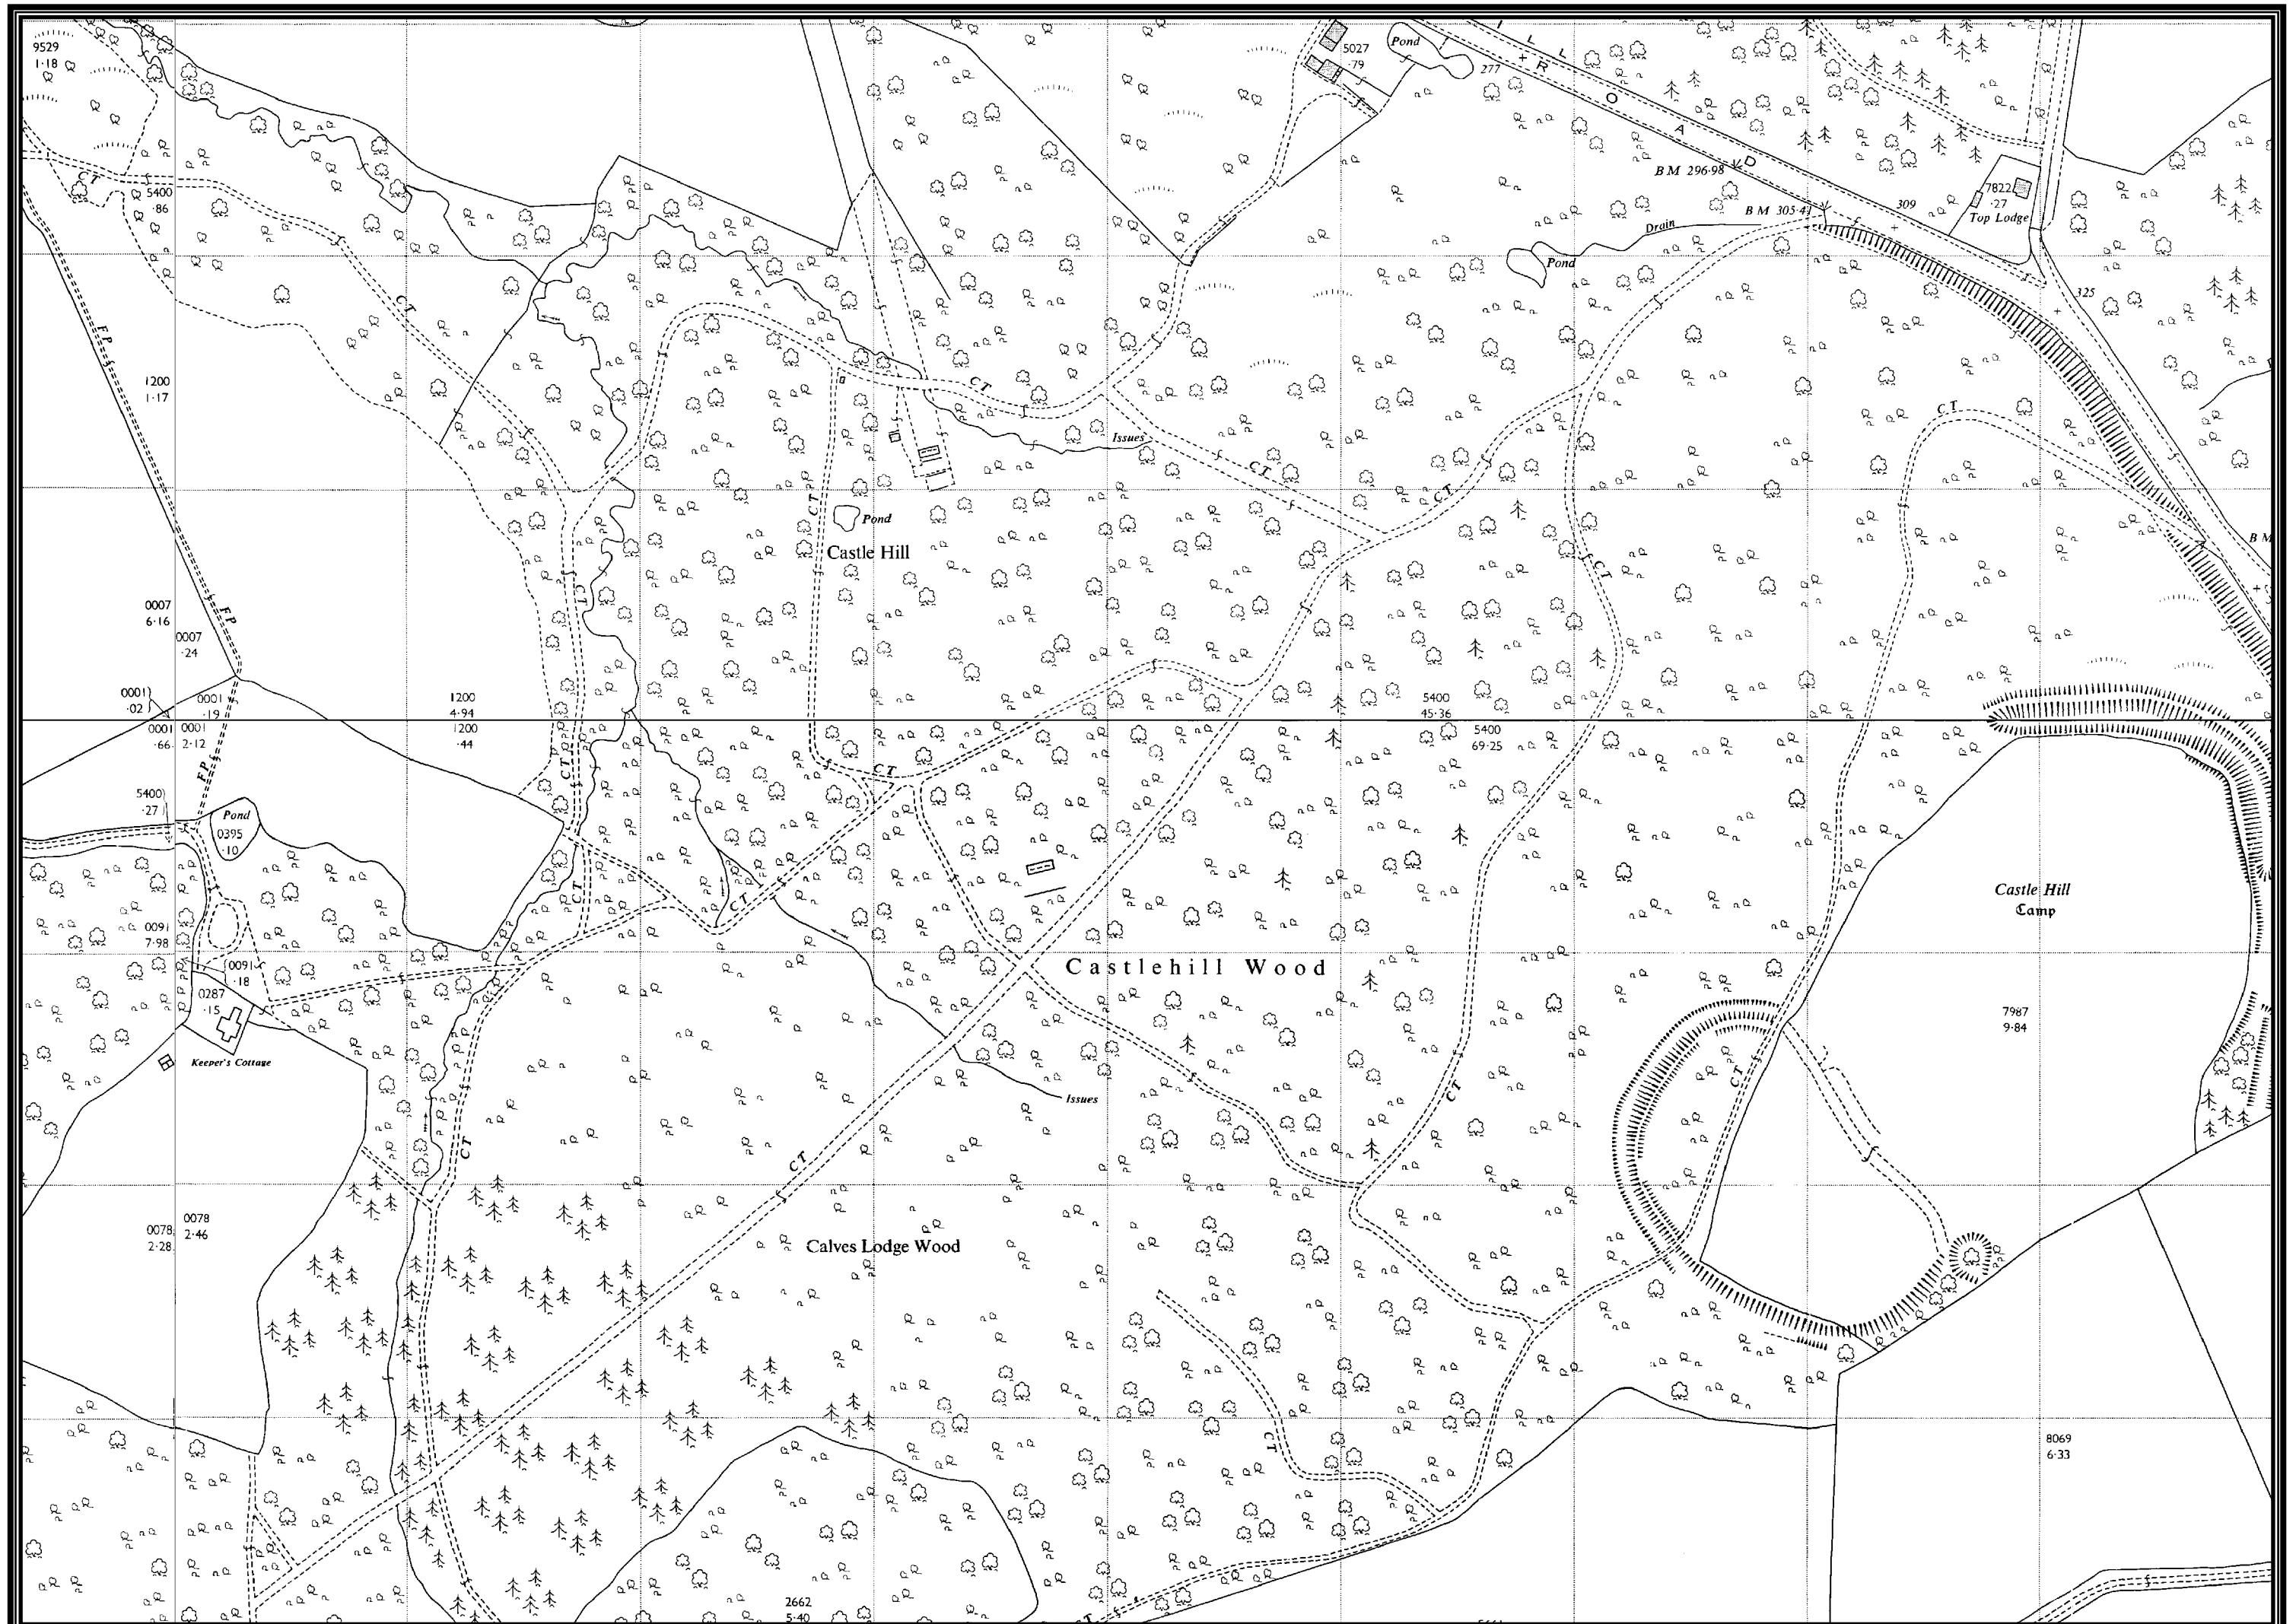 9529
1·18
5027
·79
Pond
277
I L L
R O A D
BM 296·98
BM 305·41
309
7822
·27
Top Lodge
325
CT
5400
·86
Drain
Pond
FP
CT
1200
1·17
CT
CT
Issues
CT
CT
CT
Pond
Castle Hill
BM
CT
CT
0007
6·16
FP
0007
·24
0001
·02
0001
·19
1200
4·94
5400
45·36
0001
·66
0001
2·12
1200
·44
5400
69·25
FP
CT
CT
5400
·27
Pond
0395
·10
CT
CT
Castle Hill
Camp
0091
7·98
0091
·18
Castlehill Wood
0287
·15
7987
9·84
Keeper's Cottage
CT
CT
Issues
CT
CT
0078
2·28
0078
2·46
Calves Lodge Wood
CT
8069
6·33
2662
5·40
CT